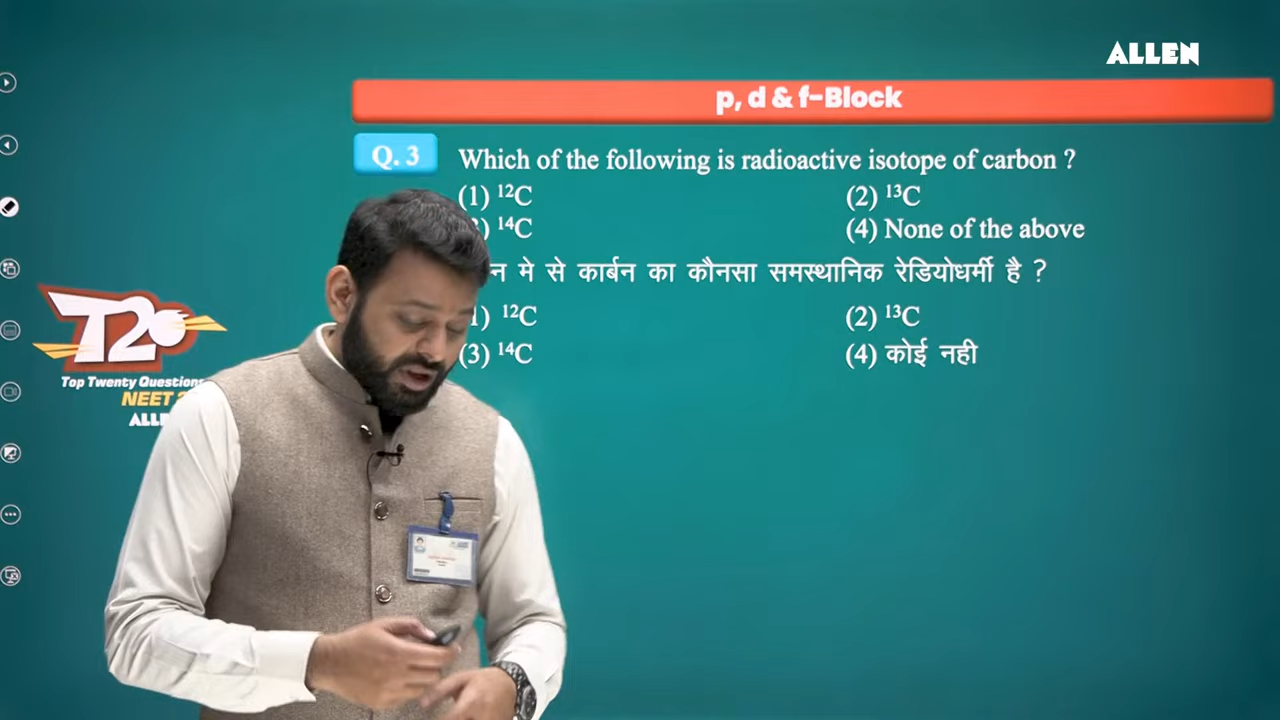 ALLEN
p, d & f-Block
Q. 3 Which of the following is radioactive isotope of carbon ?
(1) ¹²C (2) ¹³C
¹⁴C (4) None of the above
न मे से कार्बन का कौनसा समस्थानिक रेडियोधर्मी है ?
1) ¹²C (2) ¹³C
(3) ¹⁴C (4) कोई नही
T20
Top Twenty Questions
NEET
ALL